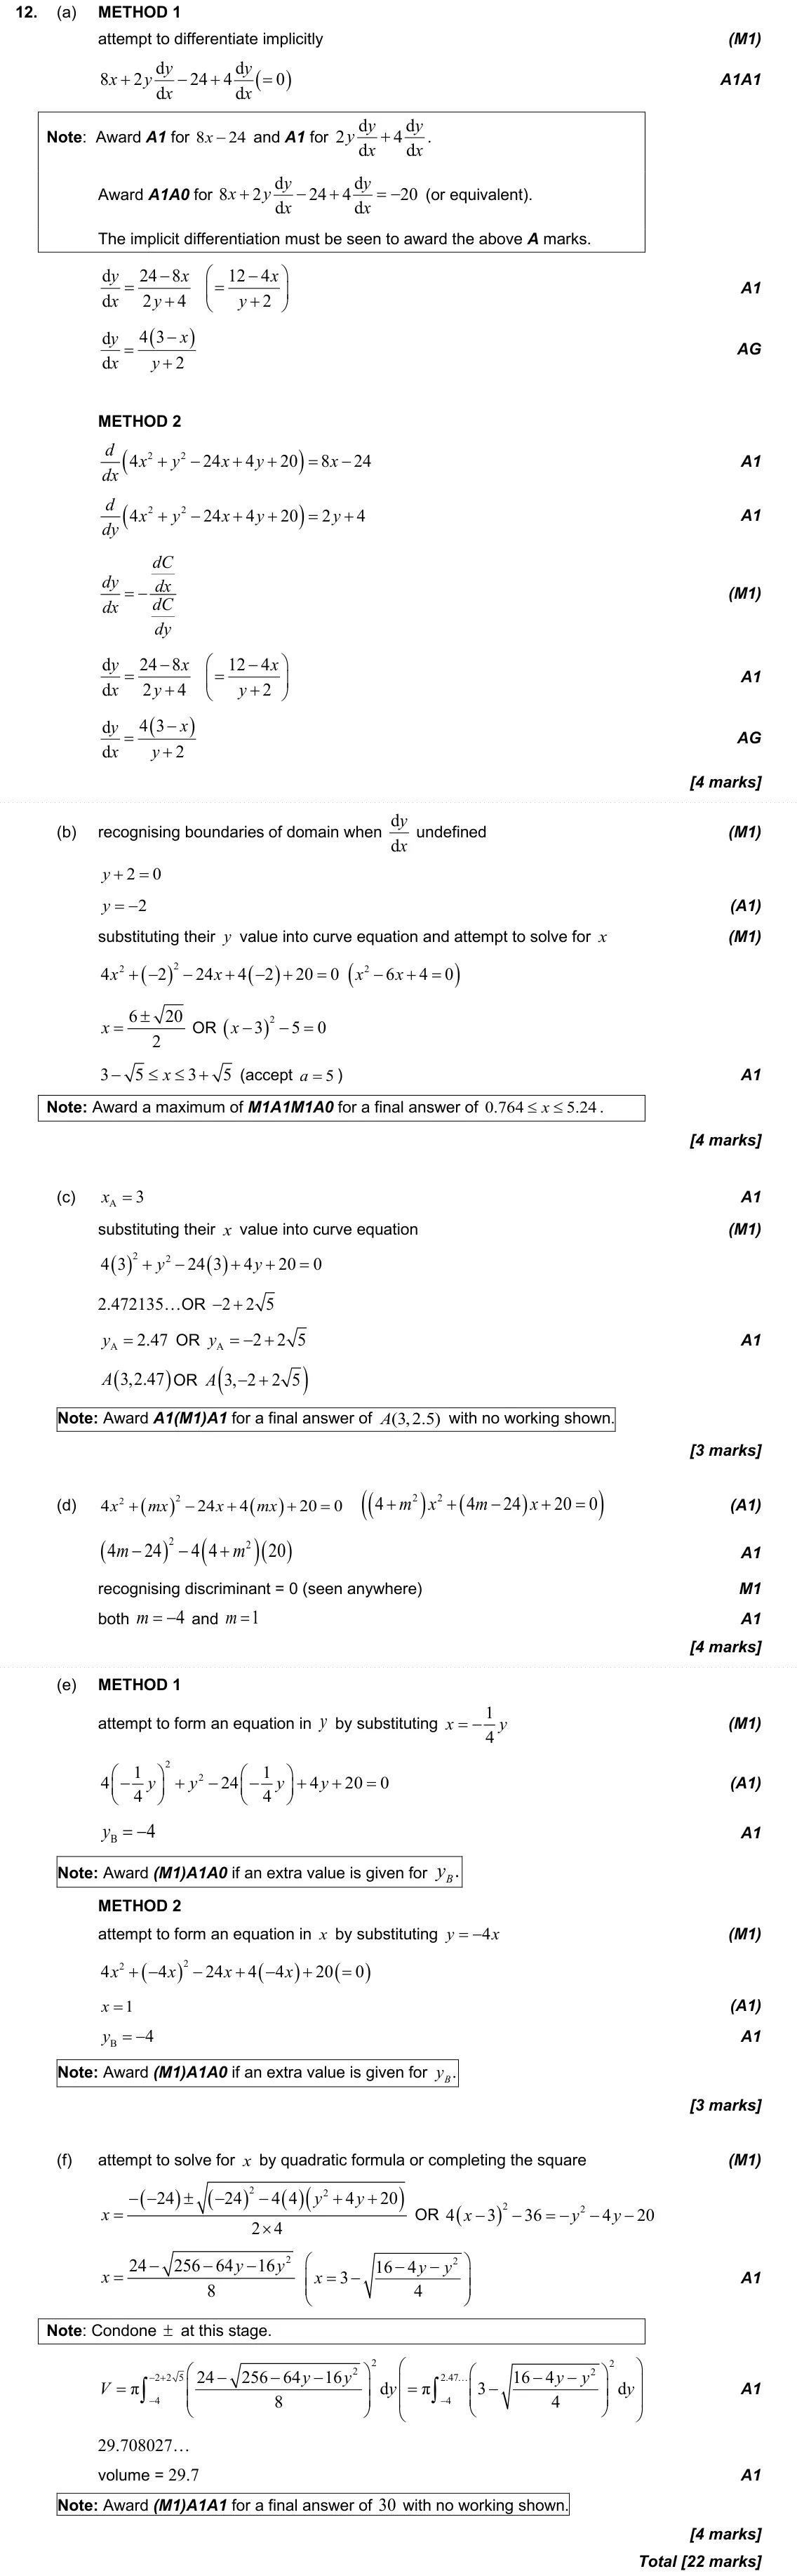 12. (a) METHOD 1
attempt to differentiate implicitly (M1)
8x + 2y dy/dx − 24 + 4 dy/dx (= 0) A1A1
Note: Award A1 for 8x − 24 and A1 for 2y dy/dx + 4 dy/dx.
Award A1A0 for 8x + 2y dy/dx − 24 + 4 dy/dx = −20 (or equivalent).
The implicit differentiation must be seen to award the above A marks.
dy/dx = (24 − 8x)/(2y + 4) (= (12 − 4x)/(y + 2)) A1
dy/dx = 4(3 − x)/(y + 2) AG
METHOD 2
d/dx (4x² + y² − 24x + 4y + 20) = 8x − 24 A1
d/dy (4x² + y² − 24x + 4y + 20) = 2y + 4 A1
dy/dx = − (dC/dx)/(dC/dy) (M1)
dy/dx = (24 − 8x)/(2y + 4) (= (12 − 4x)/(y + 2)) A1
dy/dx = 4(3 − x)/(y + 2) AG
[4 marks]
(b) recognising boundaries of domain when dy/dx undefined (M1)
y + 2 = 0
y = −2 (A1)
substituting their y value into curve equation and attempt to solve for x (M1)
4x² + (−2)² − 24x + 4(−2) + 20 = 0 (x² − 6x + 4 = 0)
x = (6 ± √20)/2 OR (x − 3)² − 5 = 0
3 − √5 ≤ x ≤ 3 + √5 (accept a = 5) A1
Note: Award a maximum of M1A1M1A0 for a final answer of 0.764 ≤ x ≤ 5.24.
[4 marks]
(c) x_A = 3 A1
substituting their x value into curve equation (M1)
4(3)² + y² − 24(3) + 4y + 20 = 0
2.472135…OR −2 + 2√5
y_A = 2.47 OR y_A = −2 + 2√5 A1
A(3,2.47) OR A(3,−2 + 2√5)
Note: Award A1(M1)A1 for a final answer of A(3,2.5) with no working shown.
[3 marks]
(d) 4x² + (mx)² − 24x + 4(mx) + 20 = 0 ((4 + m²)x² + (4m − 24)x + 20 = 0) (A1)
(4m − 24)² − 4(4 + m²)(20) A1
recognising discriminant = 0 (seen anywhere) M1
both m = −4 and m = 1 A1
[4 marks]
(e) METHOD 1
attempt to form an equation in y by substituting x = −1/4 y (M1)
4(−1/4 y)² + y² − 24(−1/4 y) + 4y + 20 = 0 (A1)
y_B = −4 A1
Note: Award (M1)A1A0 if an extra value is given for y_B.
METHOD 2
attempt to form an equation in x by substituting y = −4x (M1)
4x² + (−4x)² − 24x + 4(−4x) + 20(= 0)
x = 1 (A1)
y_B = −4 A1
Note: Award (M1)A1A0 if an extra value is given for y_B.
[3 marks]
(f) attempt to solve for x by quadratic formula or completing the square (M1)
x = (−(−24) ± √((−24)² − 4(4)(y² + 4y + 20)))/(2 × 4) OR 4(x − 3)² − 36 = −y² − 4y − 20
x = (24 − √(256 − 64y − 16y²))/8 (x = 3 − √((16 − 4y − y²)/4)) A1
Note: Condone ± at this stage.
V = π∫_{−4}^{−2+2√5} ((24 − √(256 − 64y − 16y²))/8)² dy (= π∫_{−4}^{2.47...} (3 − √((16 − 4y − y²)/4))² dy) A1
29.708027…
volume = 29.7 A1
Note: Award (M1)A1A1 for a final answer of 30 with no working shown.
[4 marks]
Total [22 marks]